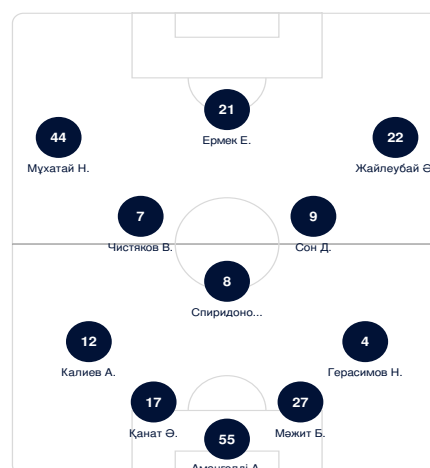 21
Ермек Е.
44
Мұхатай Н.
22
Жайлеубай Ә
7
Чистяков В.
9
Сон Д.
8
Спиридоно...
12
Калиев А.
4
Герасимов Н.
17
Қанат Ә.
27
Мәжит Б.
55